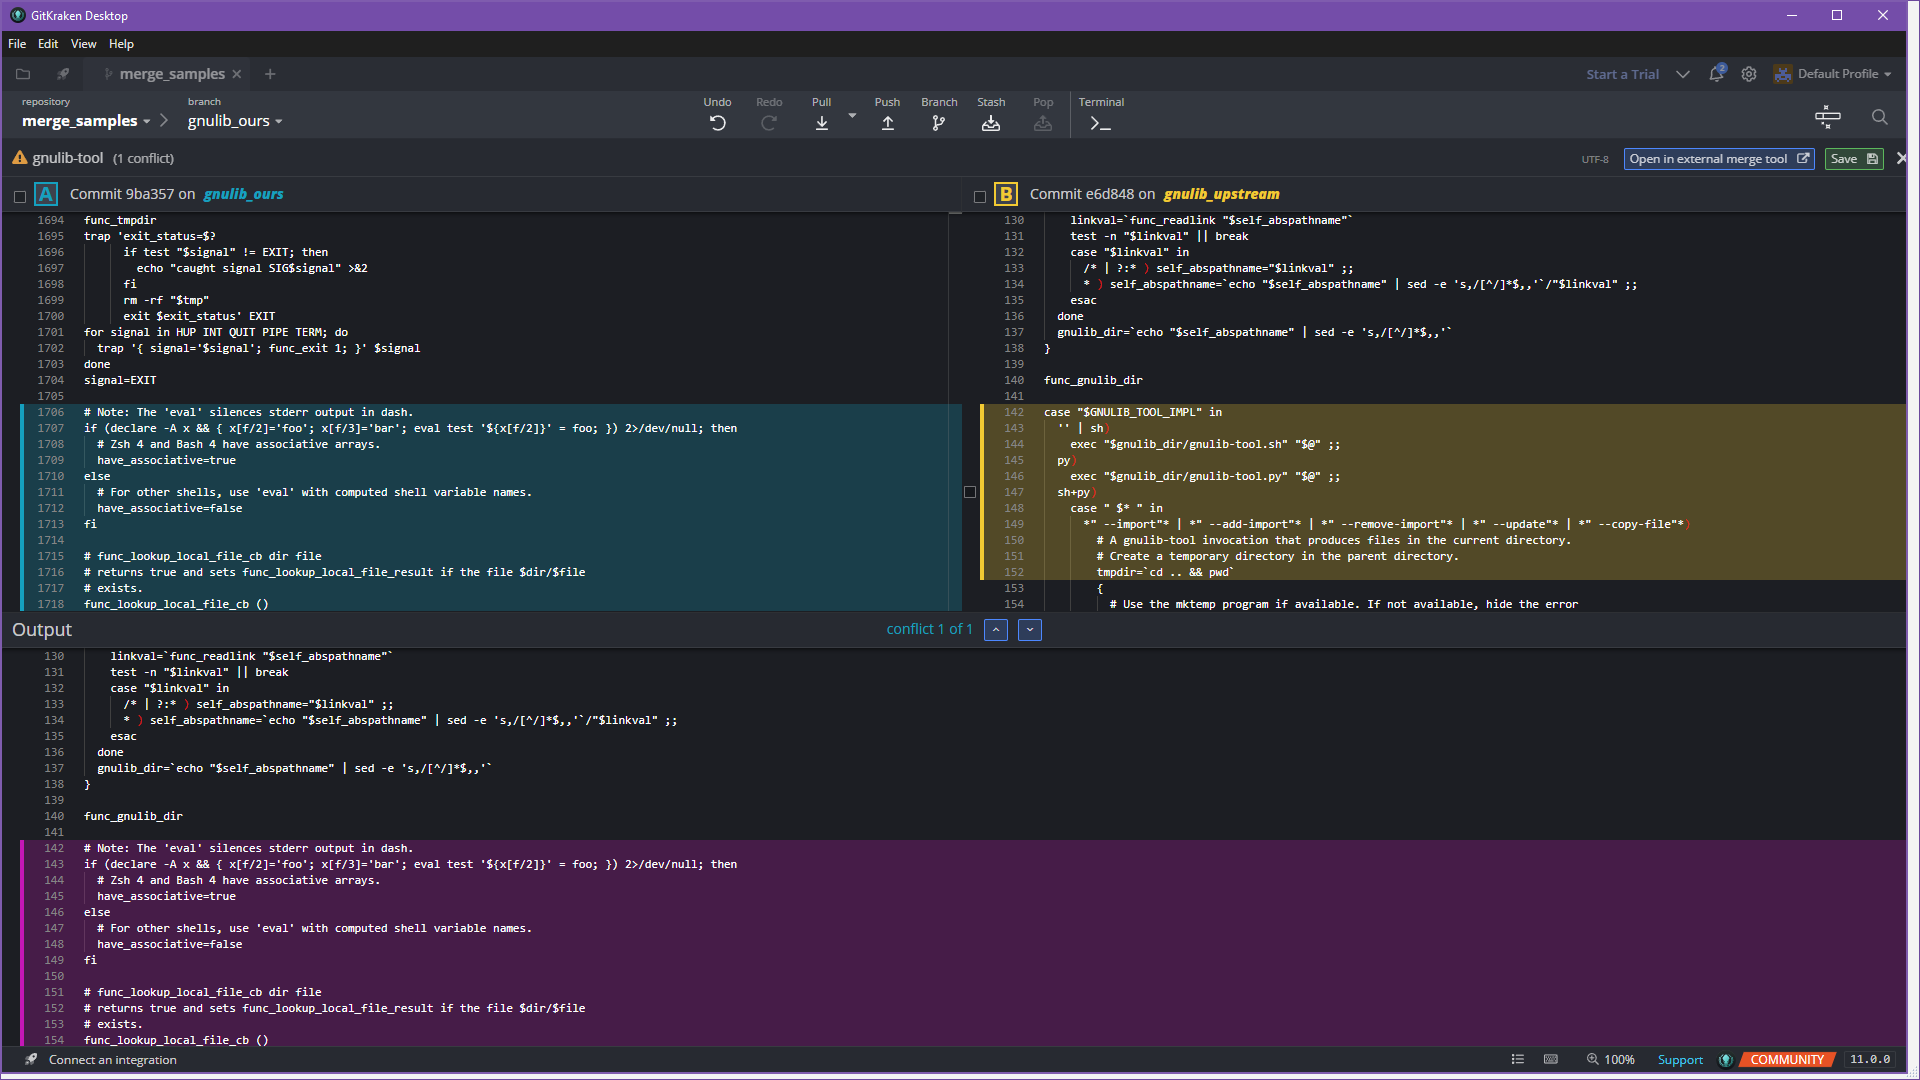 GitKraken Desktop
File Edit View Help
merge_samples
Start a Trial
2
Default Profile
repository
merge_samples
branch
gnulib_ours
Undo Redo Pull Push Branch Stash Pop Terminal
gnulib-tool (1 conflict)
UTF-8 Open in external merge tool Save
A Commit 9ba357 on gnulib_ours
1694 func_tmpdir
1695 trap 'exit_status=$?
1696 if test "$signal" != EXIT; then
1697 echo "caught signal SIG$signal" >&2
1698 fi
1699 rm -rf "$tmp"
1700 exit $exit_status' EXIT
1701 for signal in HUP INT QUIT PIPE TERM; do
1702 trap '{ signal='$signal'; func_exit 1; }' $signal
1703 done
1704 signal=EXIT
1705
1706 # Note: The 'eval' silences stderr output in dash.
1707 if (declare -A x && { x[f/2]='foo'; x[f/3]='bar'; eval test '${x[f/2]}' = foo; }) 2>/dev/null; then
1708 # Zsh 4 and Bash 4 have associative arrays.
1709 have_associative=true
1710 else
1711 # For other shells, use 'eval' with computed shell variable names.
1712 have_associative=false
1713 fi
1714
1715 # func_lookup_local_file_cb dir file
1716 # returns true and sets func_lookup_local_file_result if the file $dir/$file
1717 # exists.
1718 func_lookup_local_file_cb ()
B Commit e6d848 on gnulib_upstream
130 linkval=`func_readlink "$self_abspathname"`
131 test -n "$linkval" || break
132 case "$linkval" in
133 /* | ?:* ) self_abspathname="$linkval" ;;
134 * ) self_abspathname=`echo "$self_abspathname" | sed -e 's,/[^/]*$,,'`/"$linkval" ;;
135 esac
136 done
137 gnulib_dir=`echo "$self_abspathname" | sed -e 's,/[^/]*$,,'`
138 }
139
140 func_gnulib_dir
141
142 case "$GNULIB_TOOL_IMPL" in
143 '' | sh)
144 exec "$gnulib_dir/gnulib-tool.sh" "$@" ;;
145 py)
146 exec "$gnulib_dir/gnulib-tool.py" "$@" ;;
147 sh+py)
148 case " $* " in
149 *" --import"* | *" --add-import"* | *" --remove-import"* | *" --update"* | *" --copy-file"*)
150 # A gnulib-tool invocation that produces files in the current directory.
151 # Create a temporary directory in the parent directory.
152 tmpdir=`cd .. && pwd`
153 {
154 # Use the mktemp program if available. If not available, hide the error
Output
conflict 1 of 1
130 linkval=`func_readlink "$self_abspathname"`
131 test -n "$linkval" || break
132 case "$linkval" in
133 /* | ?:* ) self_abspathname="$linkval" ;;
134 * ) self_abspathname=`echo "$self_abspathname" | sed -e 's,/[^/]*$,,'`/"$linkval" ;;
135 esac
136 done
137 gnulib_dir=`echo "$self_abspathname" | sed -e 's,/[^/]*$,,'`
138 }
139
140 func_gnulib_dir
141
142 # Note: The 'eval' silences stderr output in dash.
143 if (declare -A x && { x[f/2]='foo'; x[f/3]='bar'; eval test '${x[f/2]}' = foo; }) 2>/dev/null; then
144 # Zsh 4 and Bash 4 have associative arrays.
145 have_associative=true
146 else
147 # For other shells, use 'eval' with computed shell variable names.
148 have_associative=false
149 fi
150
151 # func_lookup_local_file_cb dir file
152 # returns true and sets func_lookup_local_file_result if the file $dir/$file
153 # exists.
154 func_lookup_local_file_cb ()
Connect an integration
100% Support COMMUNITY 11.0.0